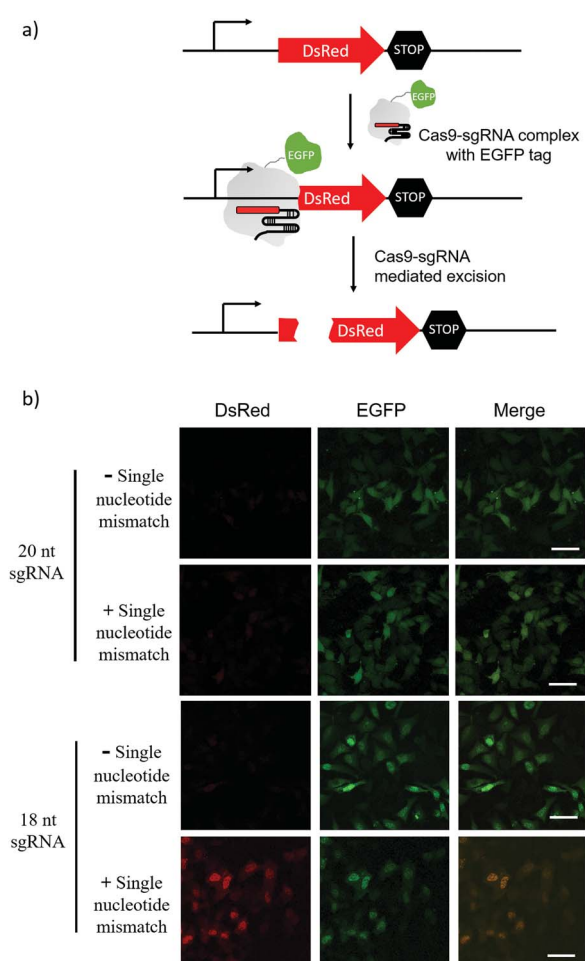 a)
DsRed
STOP
EGFP
Cas9-sgRNA complex
with EGFP tag
EGFP
DsRed
STOP
Cas9-sgRNA
mediated excision
DsRed
STOP
b)
DsRed EGFP Merge
- Single
nucleotide
mismatch
20 nt
sgRNA
+ Single
nucleotide
mismatch
- Single
nucleotide
mismatch
18 nt
sgRNA
+ Single
nucleotide
mismatch